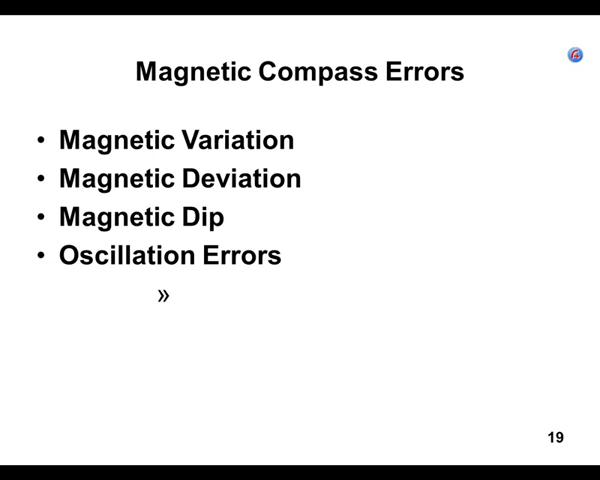 Magnetic Compass Errors
• Magnetic Variation
• Magnetic Deviation
• Magnetic Dip
• Oscillation Errors
»
19